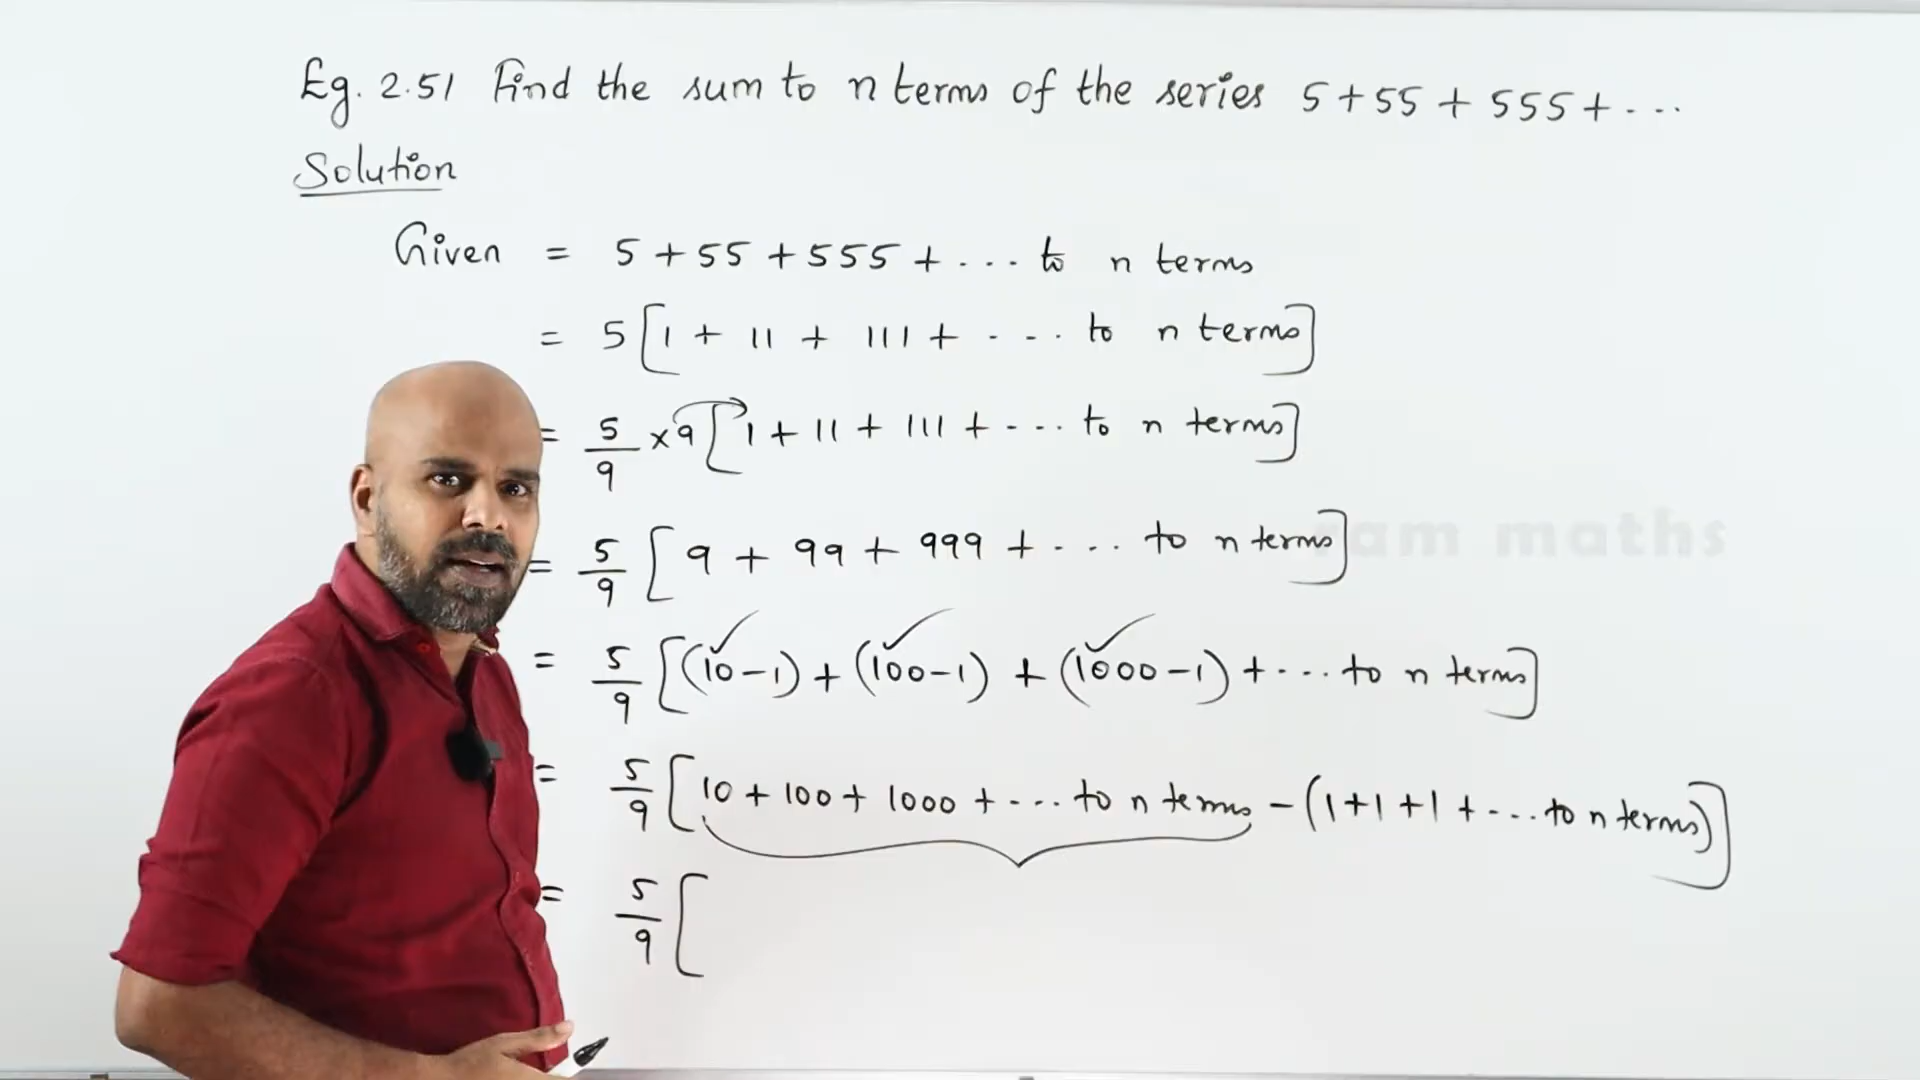 Eg. 2.51 Find the sum to n terms of the series 5+55+555+...
Solution
Given = 5+55+555+... to n terms
= 5[1+11+111+... to n terms]
= 5/9 ×9[1+11+111+... to n terms]
= 5/9 [9+99+999+... to n terms]
ram maths
= 5/9 [(10-1)+(100-1)+(1000-1)+... to n terms]
= 5/9 [10+100+1000+... to n terms -(1+1+1+... to n terms)]
= 5/9 [